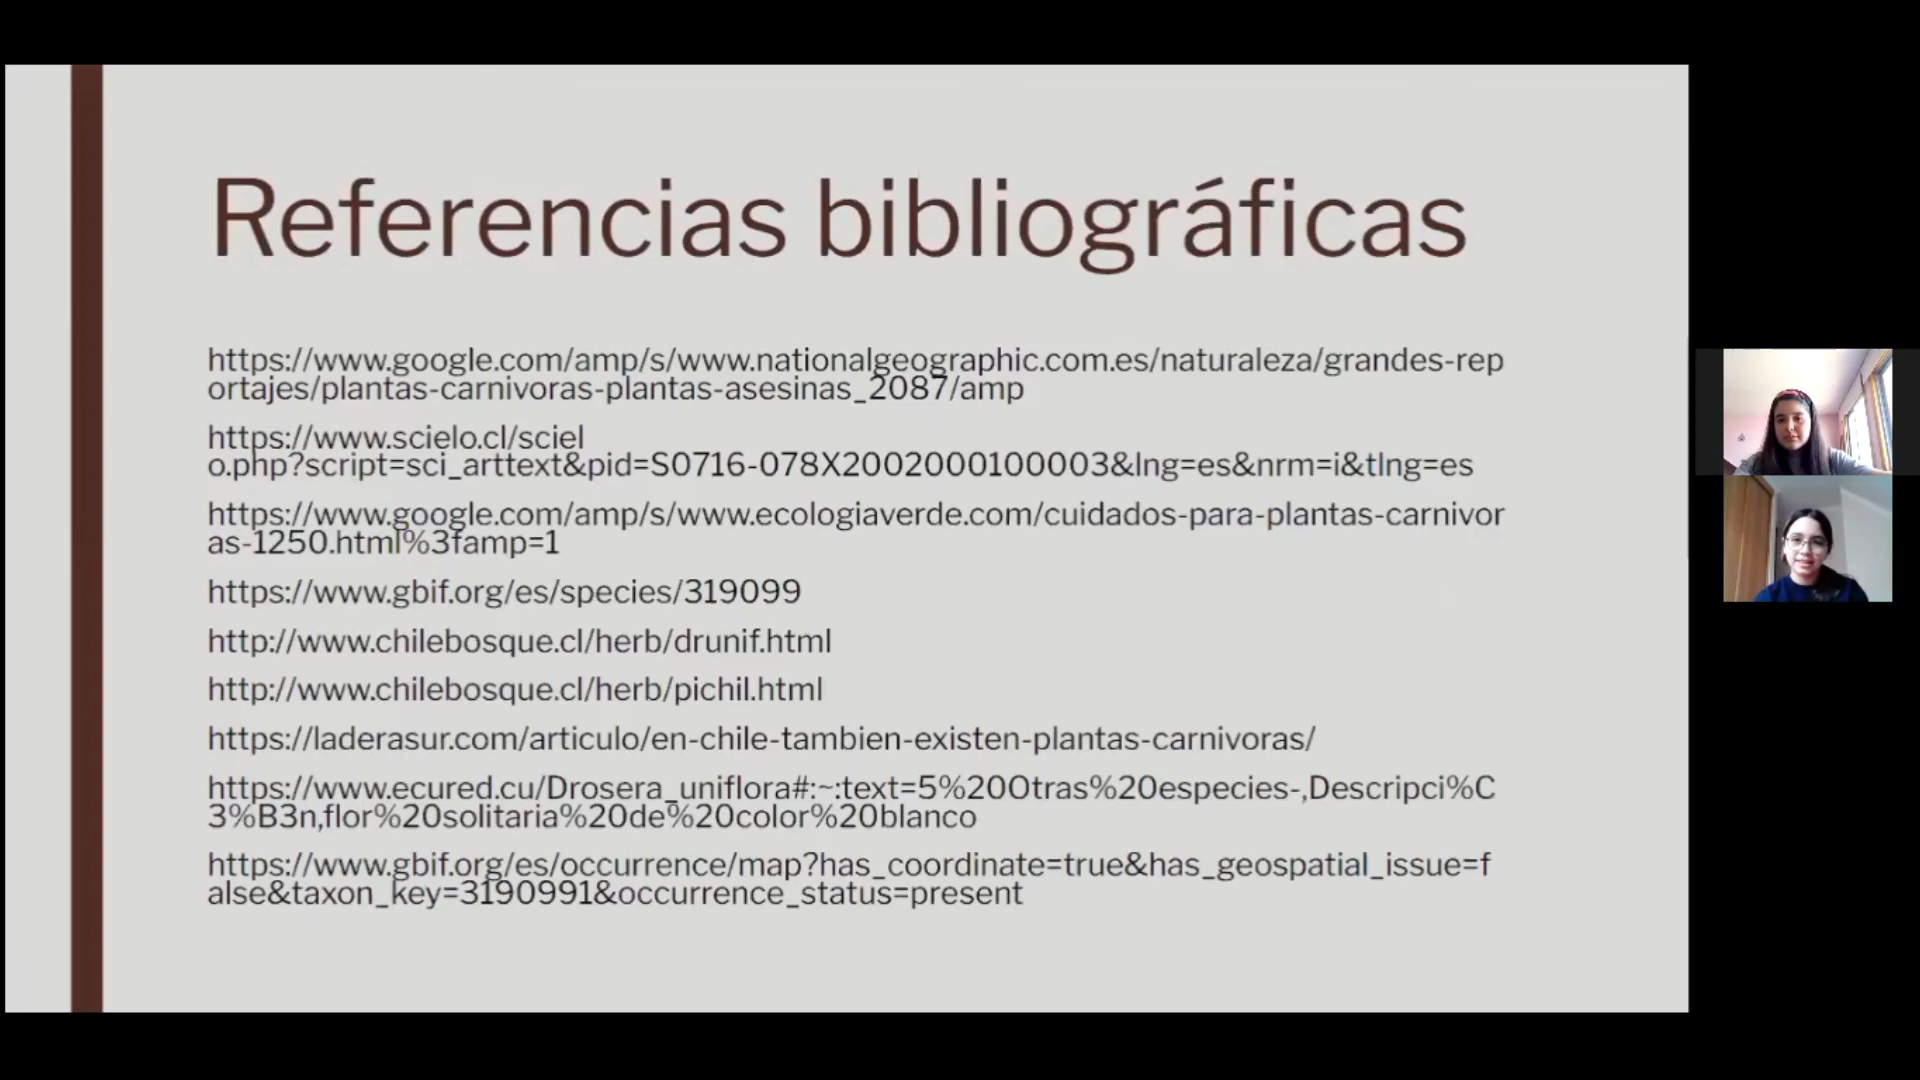 Referencias bibliográficas
https://www.google.com/amp/s/www.nationalgeographic.com.es/naturaleza/grandes-rep
ortajes/plantas-carnivoras-plantas-asesinas_2087/amp
https://www.scielo.cl/sciel
o.php?script=sci_arttext&pid=S0716-078X2002000100003&lng=es&nrm=i&tlng=es
https://www.google.com/amp/s/www.ecologiaverde.com/cuidados-para-plantas-carnivor
as-1250.html%3famp=1
https://www.gbif.org/es/species/319099
http://www.chilebosque.cl/herb/drunif.html
http://www.chilebosque.cl/herb/pichil.html
https://laderasur.com/articulo/en-chile-tambien-existen-plantas-carnivoras/
https://www.ecured.cu/Drosera_uniflora#:~:text=5%20Otras%20especies-,Descripci%C
3%B3n,flor%20solitaria%20de%20color%20blanco
https://www.gbif.org/es/occurrence/map?has_coordinate=true&has_geospatial_issue=f
alse&taxon_key=3190991&occurrence_status=present